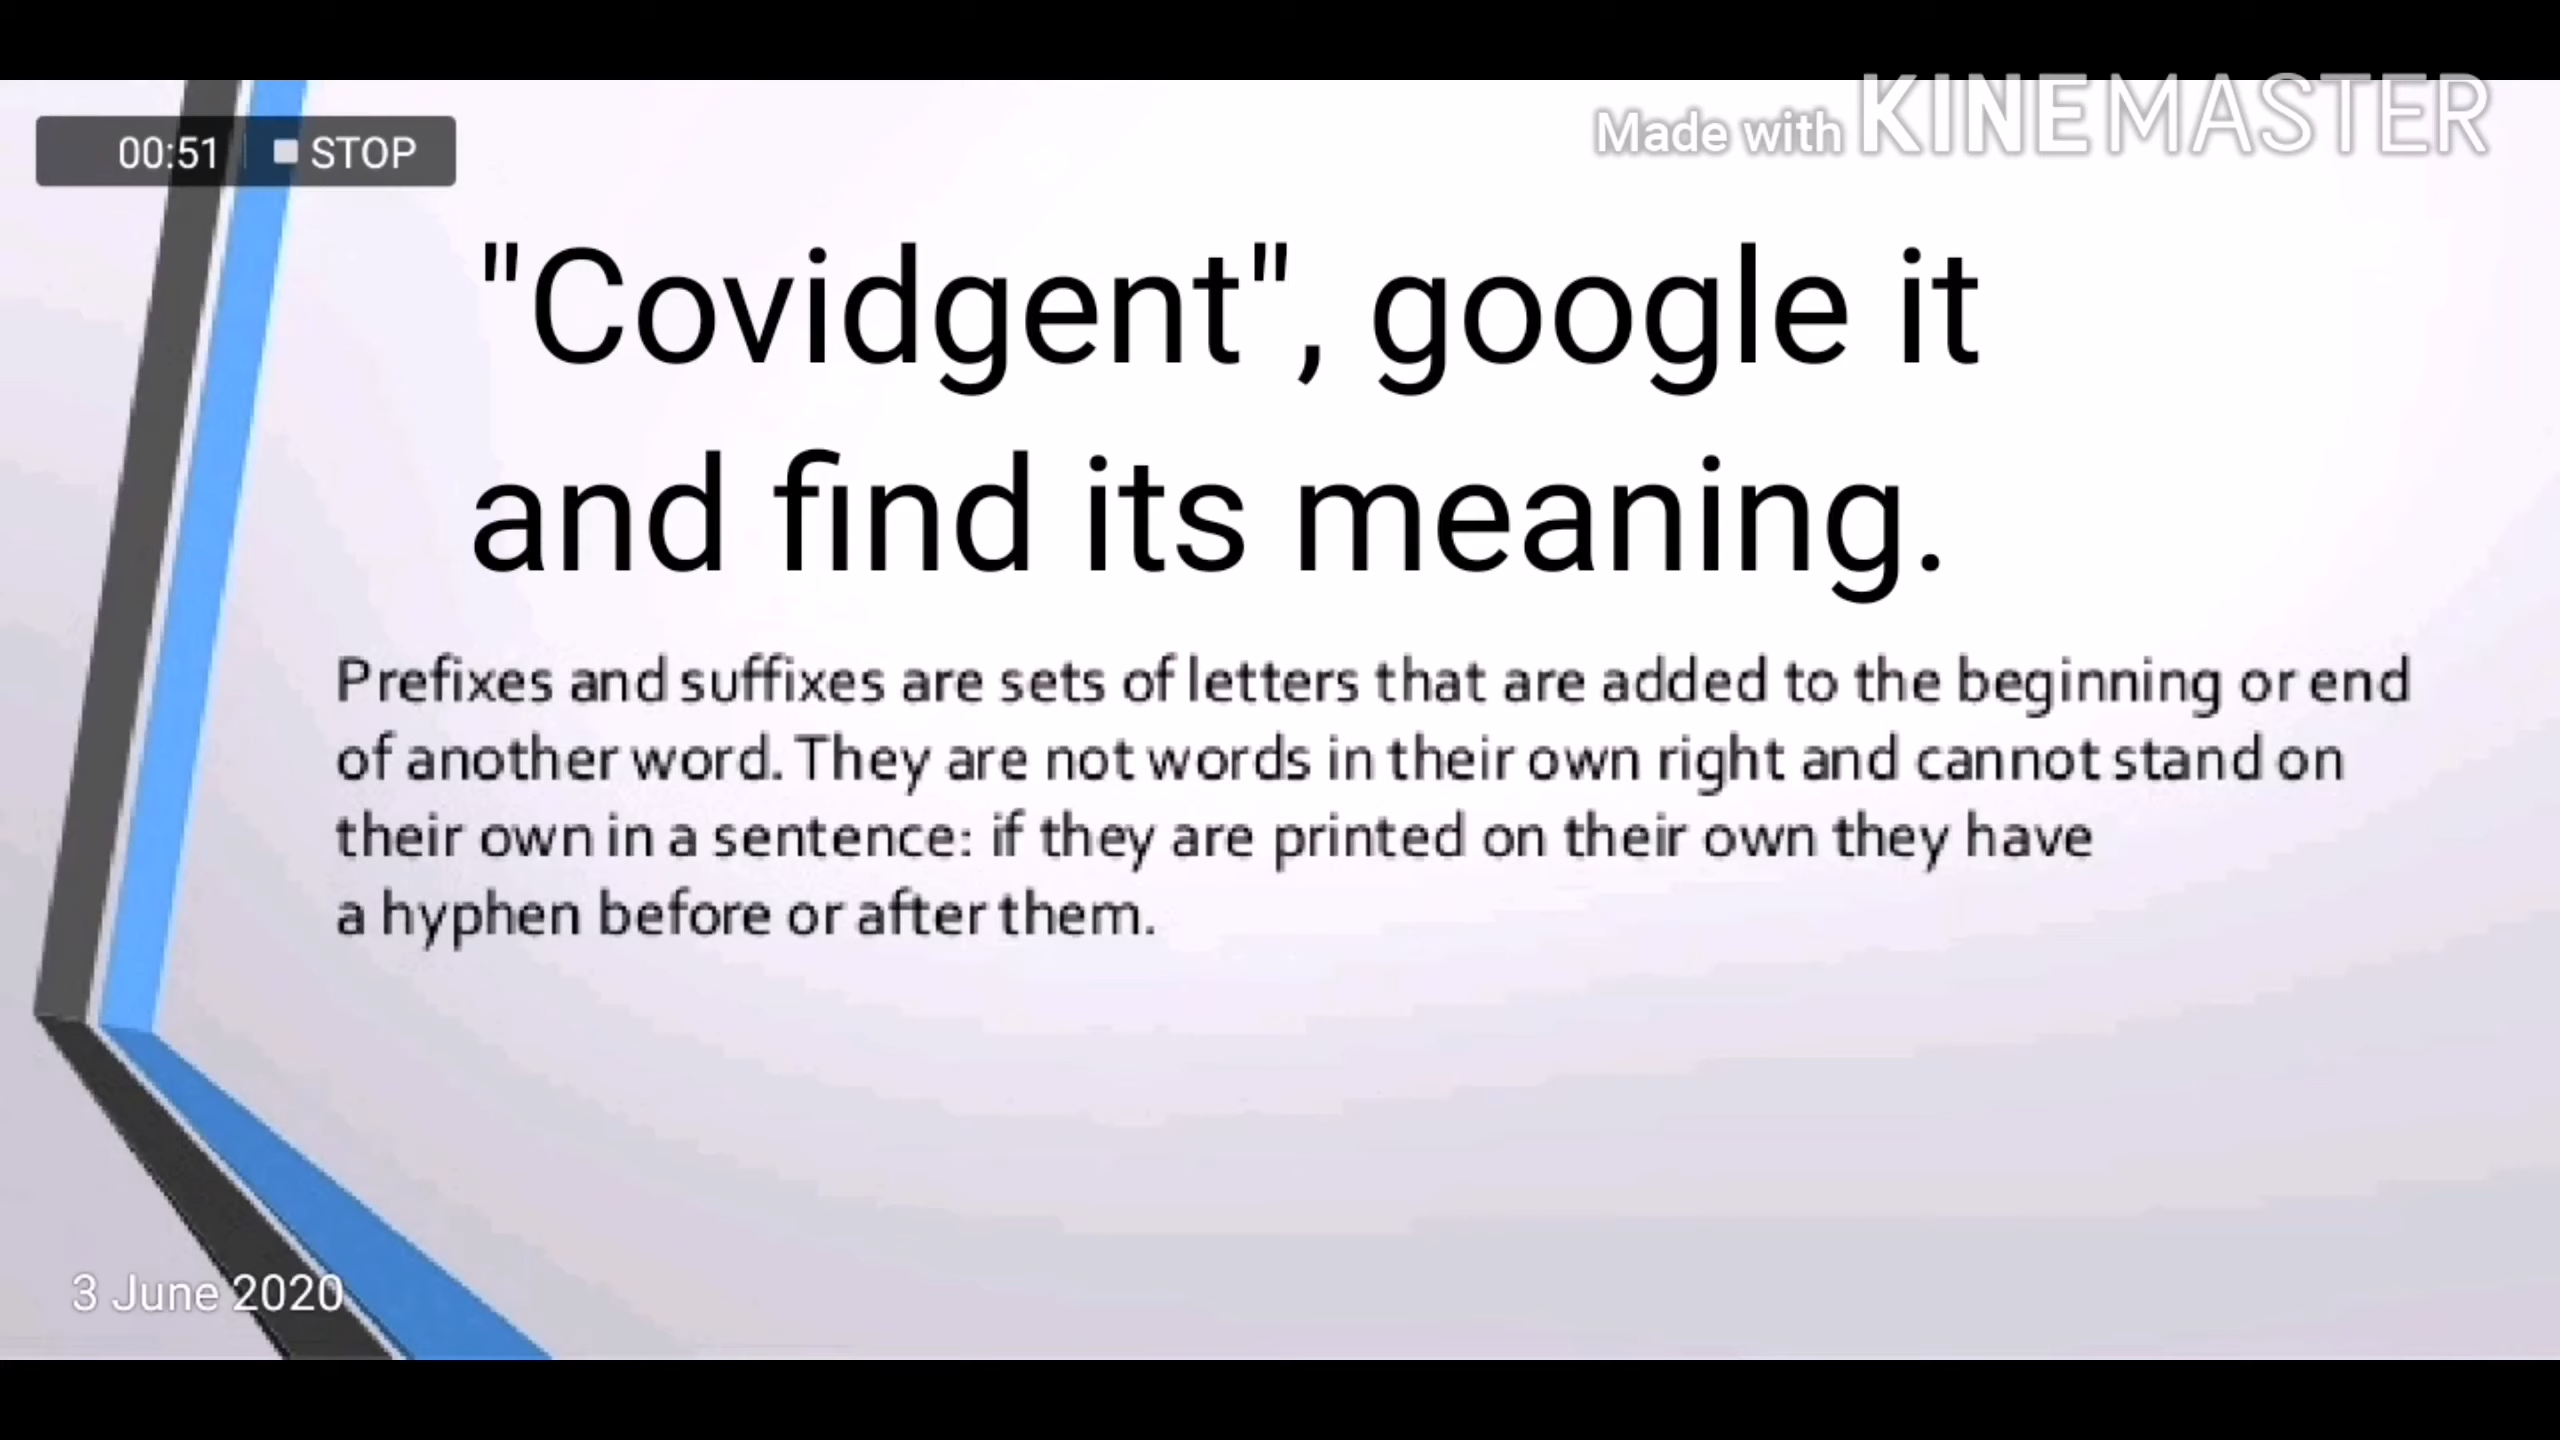 Made with KINEMASTER
00:51 STOP
"Covidgent", google it
and find its meaning.
Prefixes and suffixes are sets of letters that are added to the beginning or end
of another word. They are not words in their own right and cannot stand on
their own in a sentence: if they are printed on their own they have
a hyphen before or after them.
3 June 2020